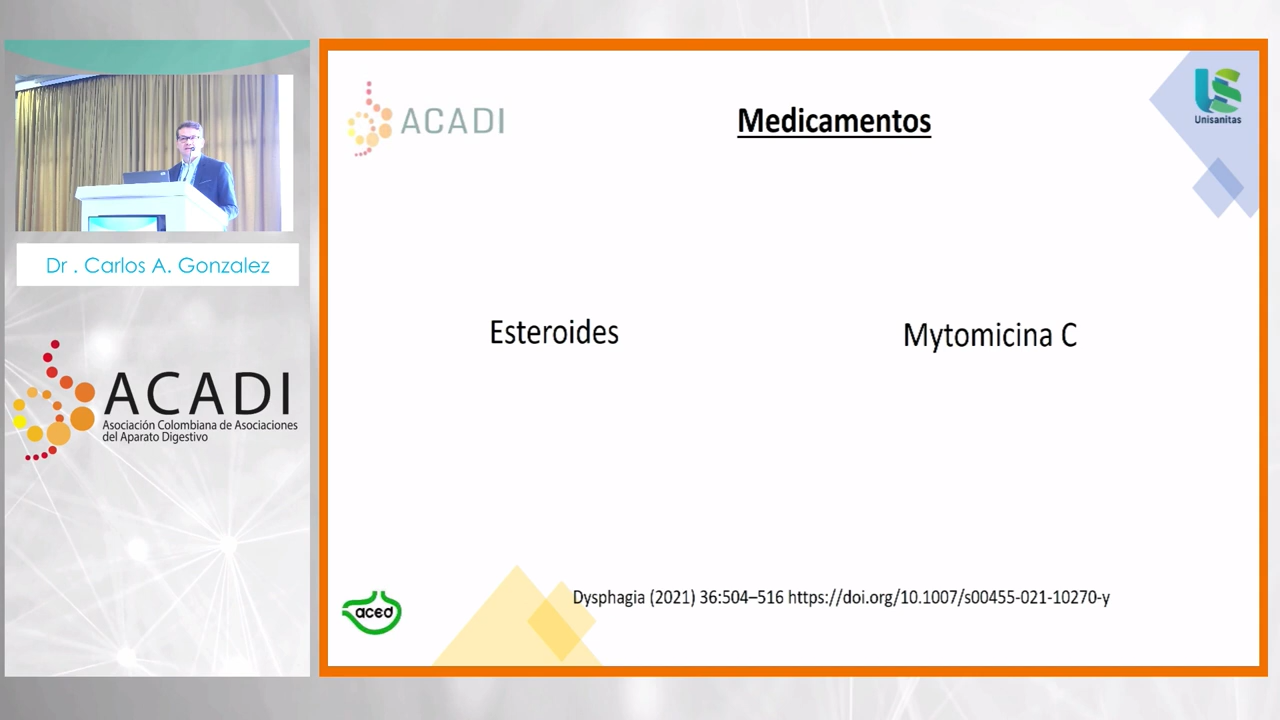 Dr . Carlos A. Gonzalez
ACADI
Asociación Colombiana de Asociaciones
del Aparato Digestivo
ACADI
Medicamentos
Unisanitas
Esteroides
Mytomicina C
aced
Dysphagia (2021) 36:504–516 https://doi.org/10.1007/s00455-021-10270-y